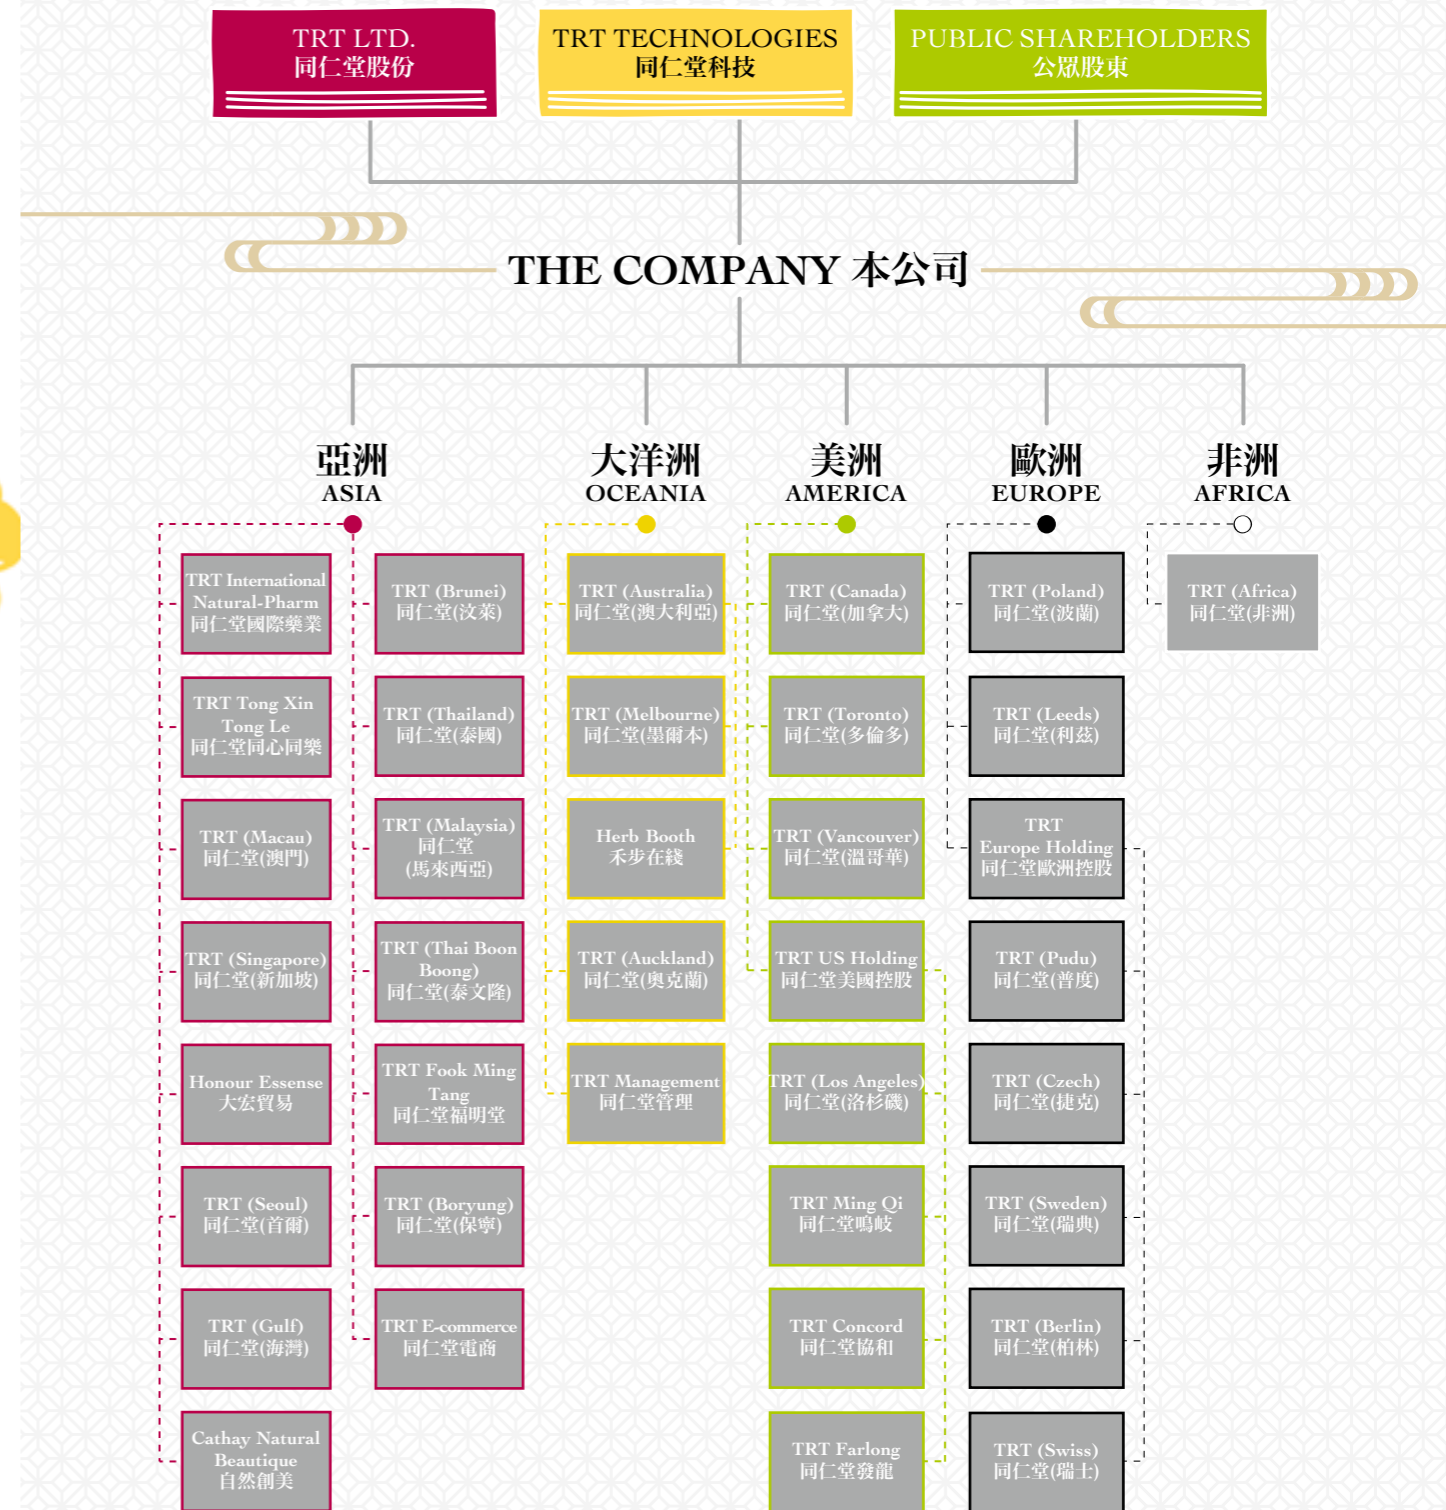 TRT LTD.
同仁堂股份
TRT TECHNOLOGIES
同仁堂科技
PUBLIC SHAREHOLDERS
公眾股東
THE COMPANY 本公司
亞洲
ASIA
大洋洲
OCEANIA
美洲
AMERICA
歐洲
EUROPE
非洲
AFRICA
TRT International
Natural-Pharm
同仁堂國際藥業
TRT Tong Xin
Tong Le
同仁堂同心同樂
TRT (Macau)
同仁堂(澳門)
TRT (Singapore)
同仁堂(新加坡)
Honour Essense
大宏貿易
TRT (Seoul)
同仁堂(首爾)
TRT (Gulf)
同仁堂(海灣)
Cathay Natural
Beautique
自然創美
TRT (Brunei)
同仁堂(汶萊)
TRT (Thailand)
同仁堂(泰國)
TRT (Malaysia)
同仁堂
(馬來西亞)
TRT (Thai Boon
Boong)
同仁堂(泰文隆)
TRT Fook Ming
Tang
同仁堂福明堂
TRT (Boryung)
同仁堂(保寧)
TRT E-commerce
同仁堂電商
TRT (Australia)
同仁堂(澳大利亞)
TRT (Melbourne)
同仁堂(墨爾本)
Herb Booth
禾步在綫
TRT (Auckland)
同仁堂(奧克蘭)
TRT Management
同仁堂管理
TRT (Canada)
同仁堂(加拿大)
TRT (Toronto)
同仁堂(多倫多)
TRT (Vancouver)
同仁堂(溫哥華)
TRT US Holding
同仁堂美國控股
TRT (Los Angeles)
同仁堂(洛杉磯)
TRT Ming Qi
同仁堂鳴岐
TRT Concord
同仁堂協和
TRT Farlong
同仁堂發龍
TRT (Poland)
同仁堂(波蘭)
TRT (Leeds)
同仁堂(利茲)
TRT
Europe Holding
同仁堂歐洲控股
TRT (Pudu)
同仁堂(普度)
TRT (Czech)
同仁堂(捷克)
TRT (Sweden)
同仁堂(瑞典)
TRT (Berlin)
同仁堂(柏林)
TRT (Swiss)
同仁堂(瑞士)
TRT (Africa)
同仁堂(非洲)